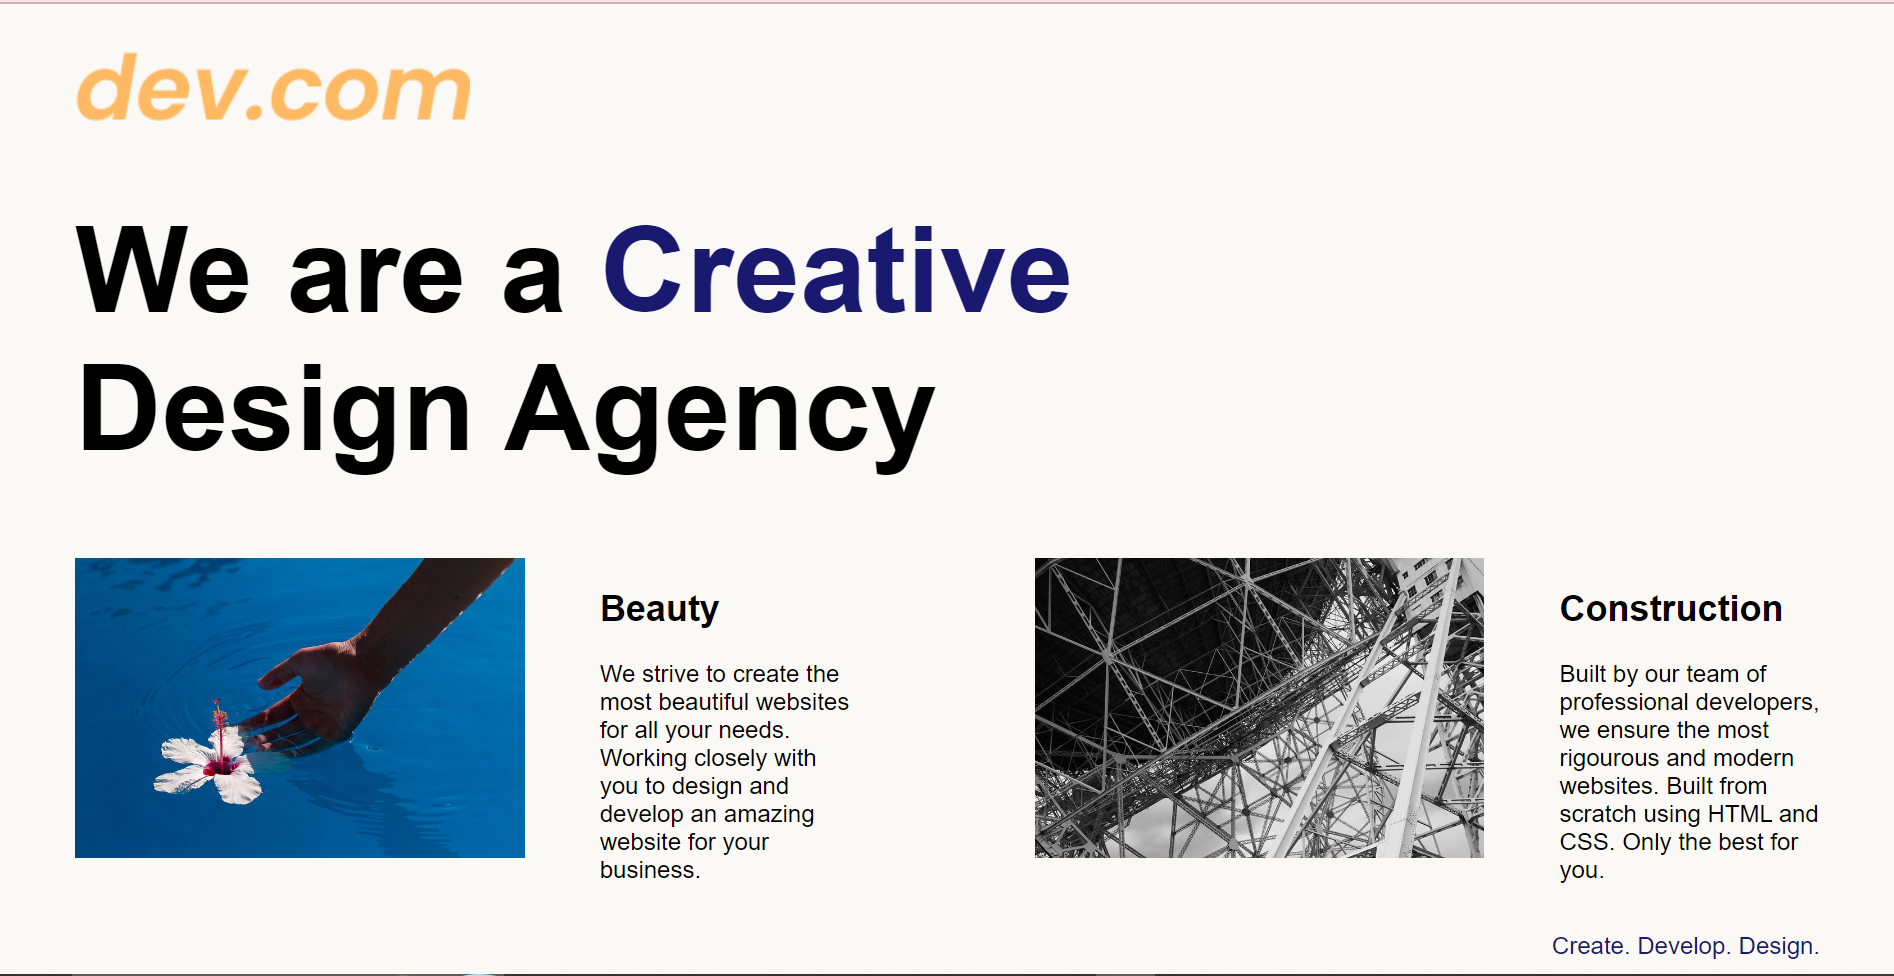 dev.com
We are a Creative
Design Agency
Beauty
We strive to create the
most beautiful websites
for all your needs.
Working closely with
you to design and
develop an amazing
website for your
business.
Construction
Built by our team of
professional developers,
we ensure the most
rigourous and modern
websites. Built from
scratch using HTML and
CSS. Only the best for
you.
Create. Develop. Design.